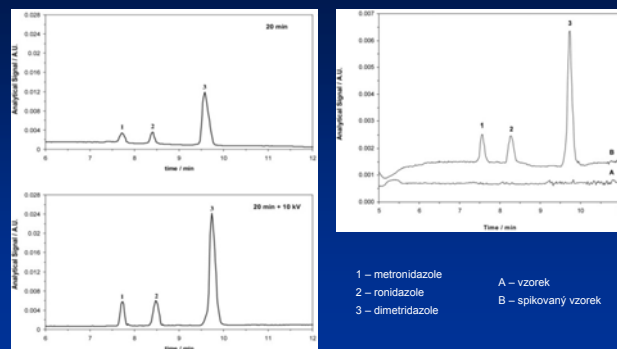 20 min
0.028
0.024
0.020
0.016
0.012
0.008
0.004
0
Analytical Signal / A.U.
1
2
3
6 7 8 9 10 11 12
time / min
20 min + 10 kV
0.028
0.024
0.020
0.016
0.012
0.008
0.004
0
Analytical Signal / A.U.
1
2
3
6 7 8 9 10 11 12
time / min
0.007
0.006
0.005
0.004
0.003
0.002
0.001
0.000
Analytical Signal / A.U.
1
2
3
B
A
5 6 7 8 9 10
Time / min
1 – metronidazole
2 – ronidazole
3 – dimetridazole
A – vzorek
B – spikovaný vzorek